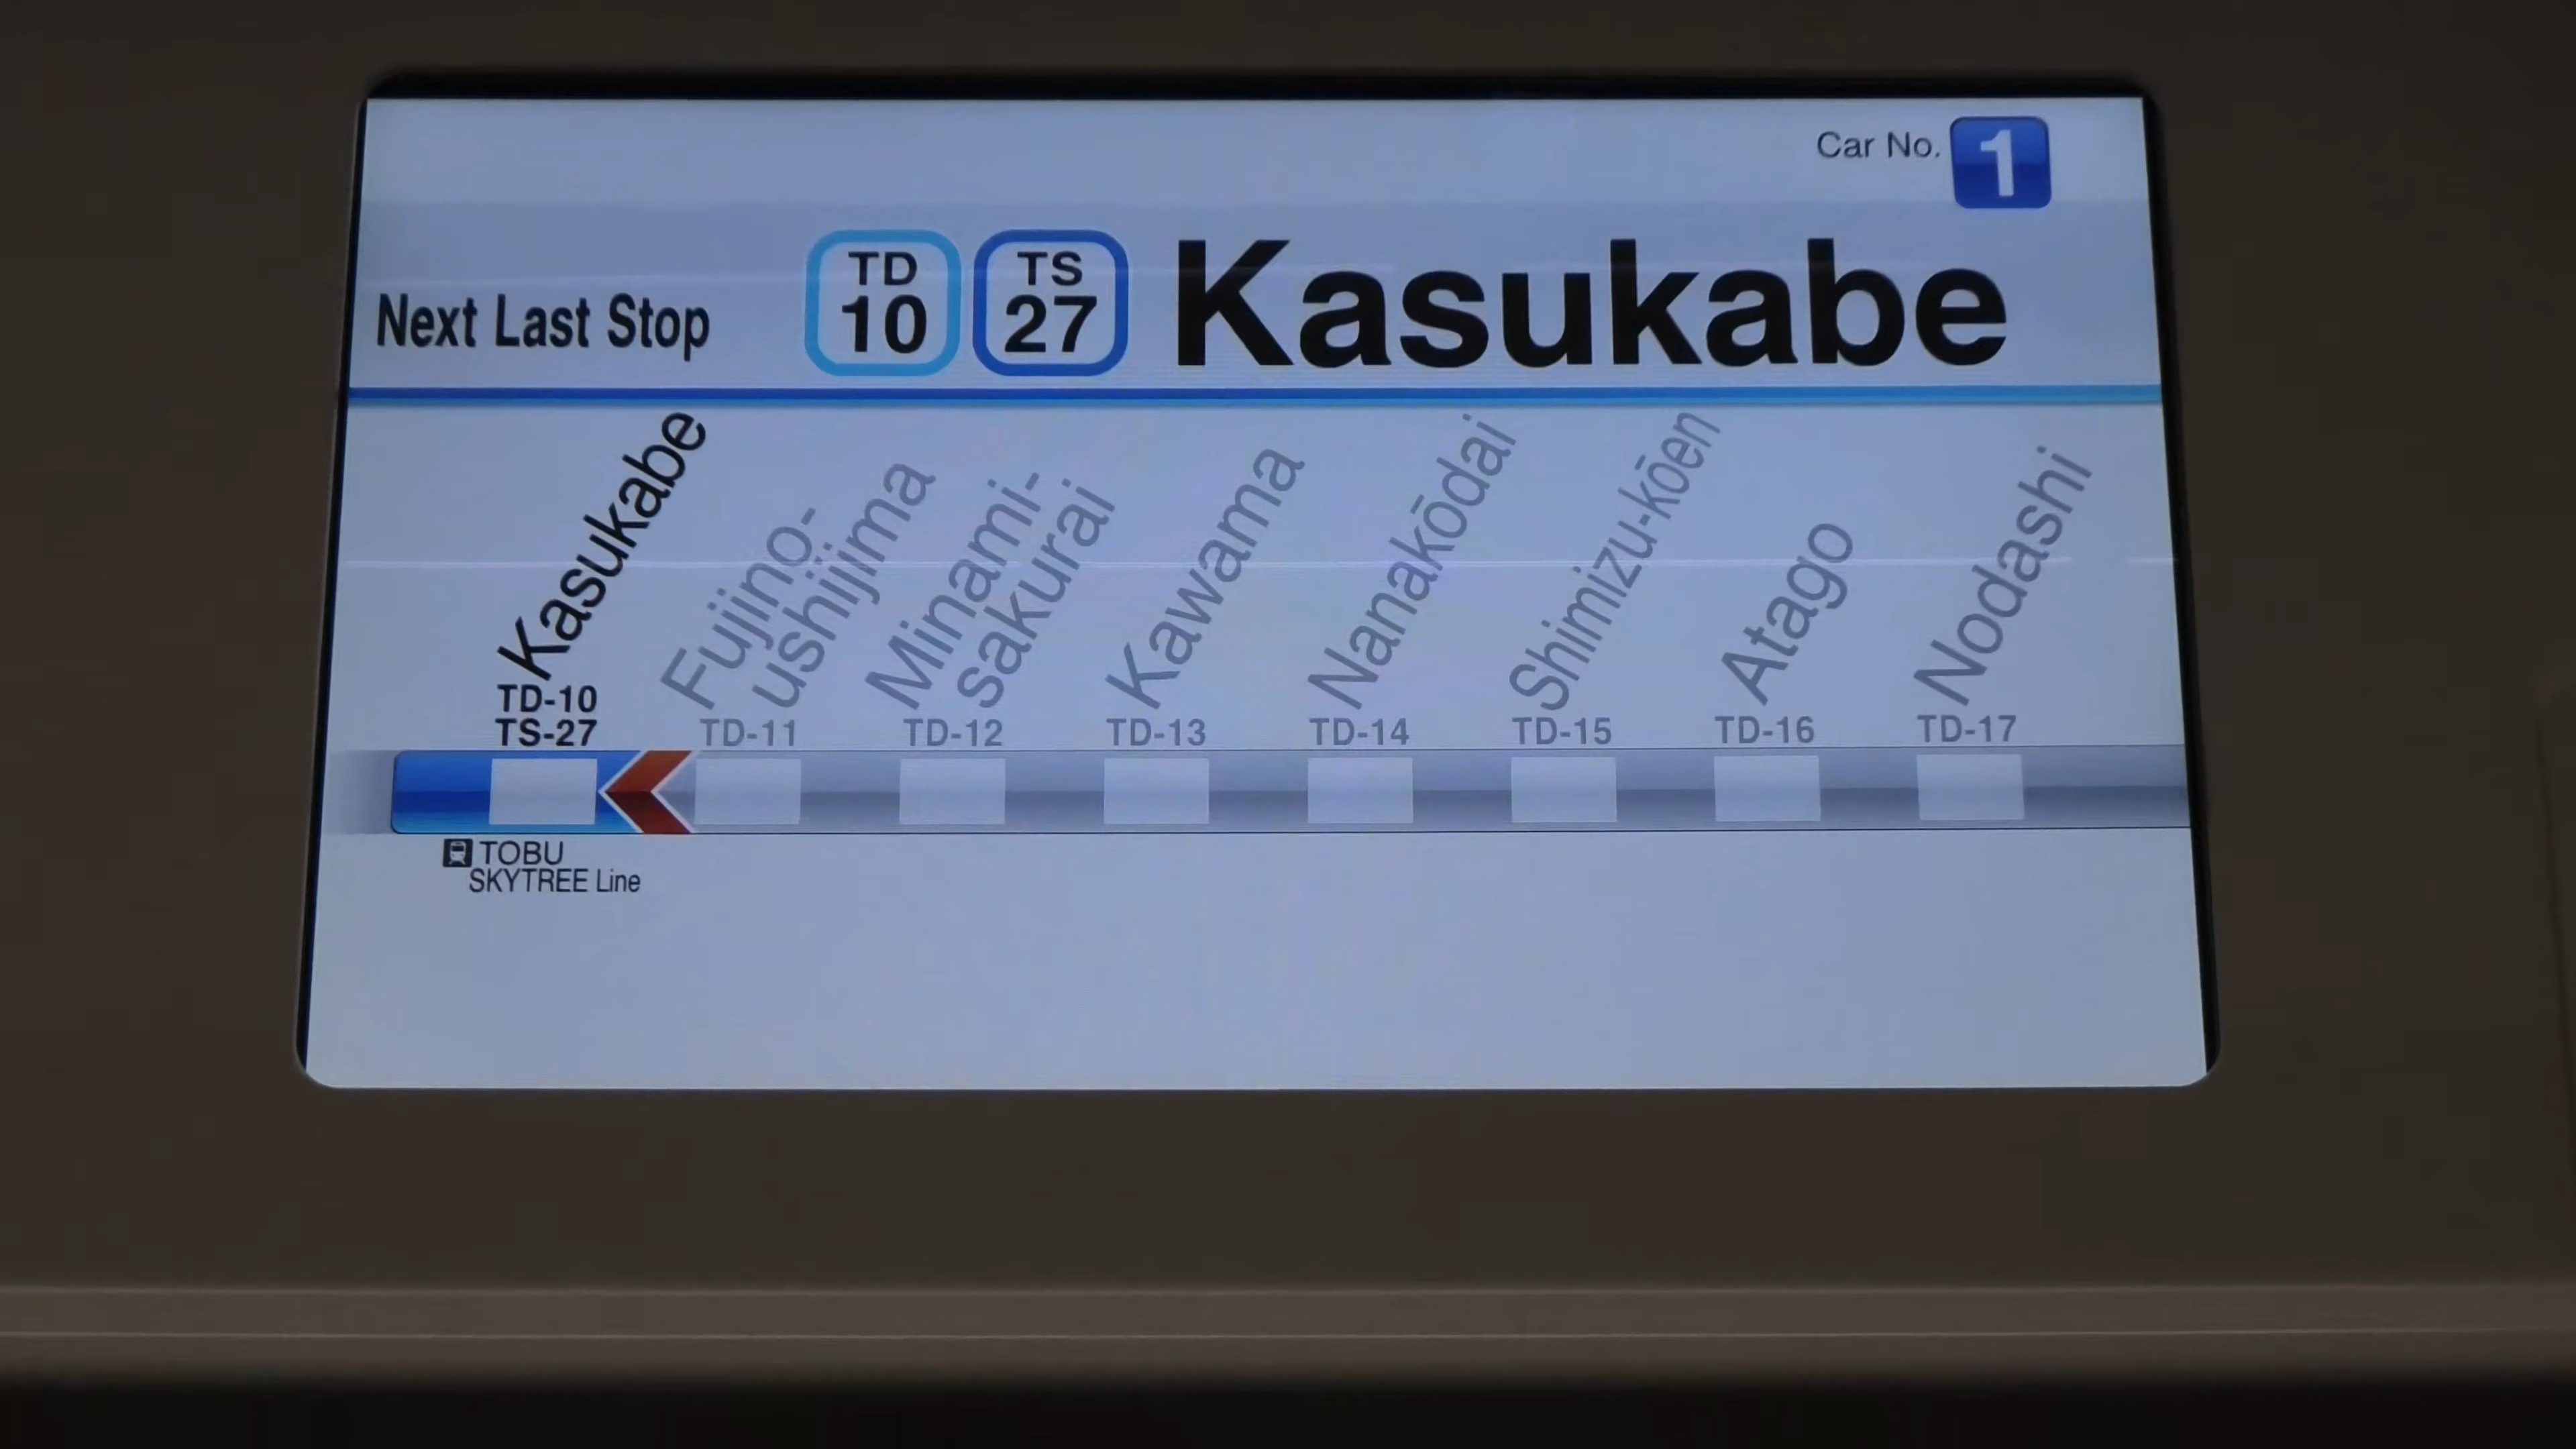 Car No. 1
Next Last Stop
TD
10
TS
27
Kasukabe
Kasukabe
TD-10
TS-27
Fujino-
ushijima
TD-11
Minami-
sakurai
TD-12
Kawama
TD-13
Nanakōdai
TD-14
Shimizu-kōen
TD-15
Atago
TD-16
Nodashi
TD-17
TOBU
SKYTREE Line